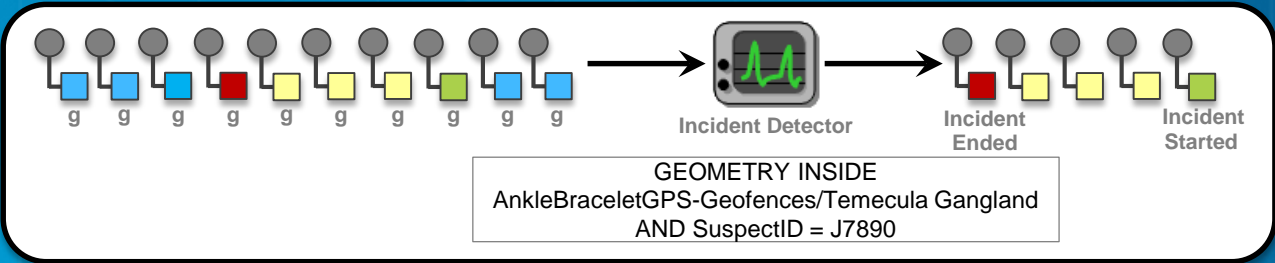 g g g g g g g g g g
Incident Detector
Incident
Ended
Incident
Started
GEOMETRY INSIDE
AnkleBraceletGPS-Geofences/Temecula Gangland
AND SuspectID = J7890